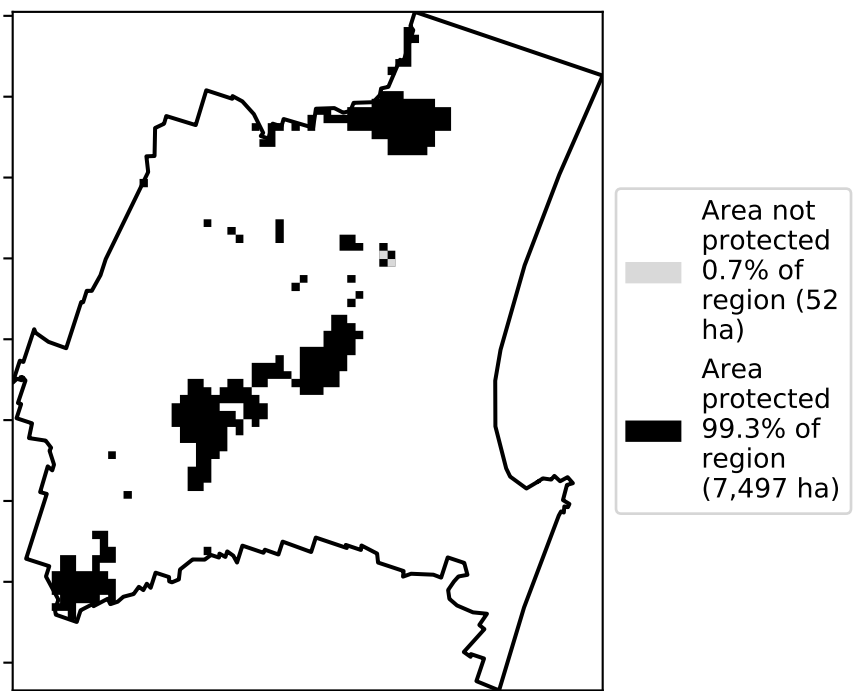 Area not
protected
0.7% of
region (52
ha)
Area
protected
99.3% of
region
(7,497 ha)